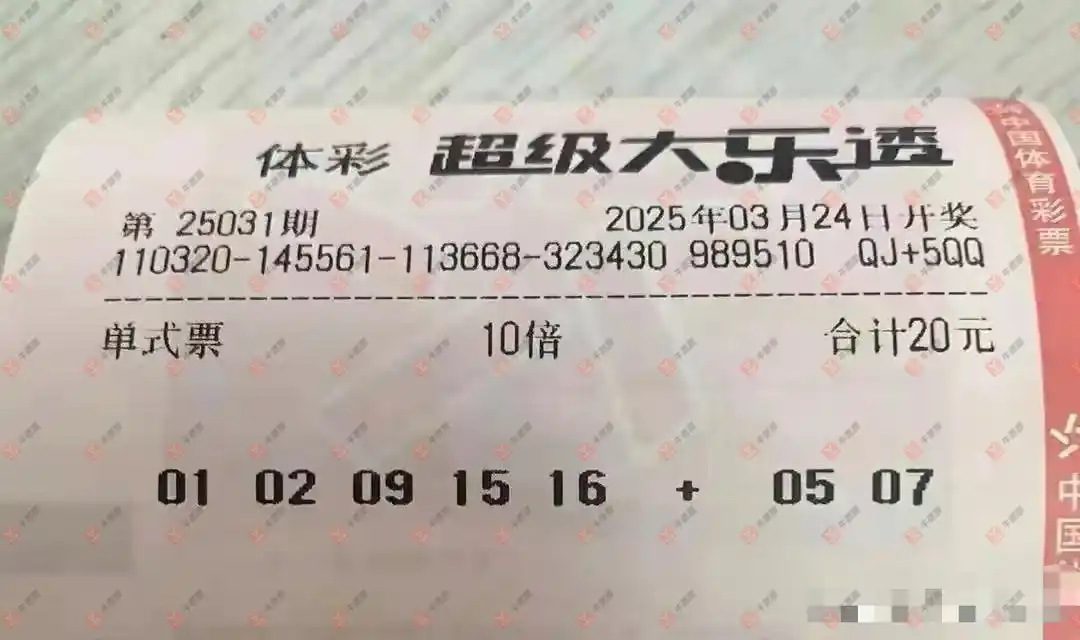 体彩 超级大乐透
第 25031期 2025年03月24日开奖
110320-145561-113668-323430 989510 QJ+5QQ
单式票 10倍 合计20元
01 02 09 15 16 + 05 07
中国体育彩票
中国